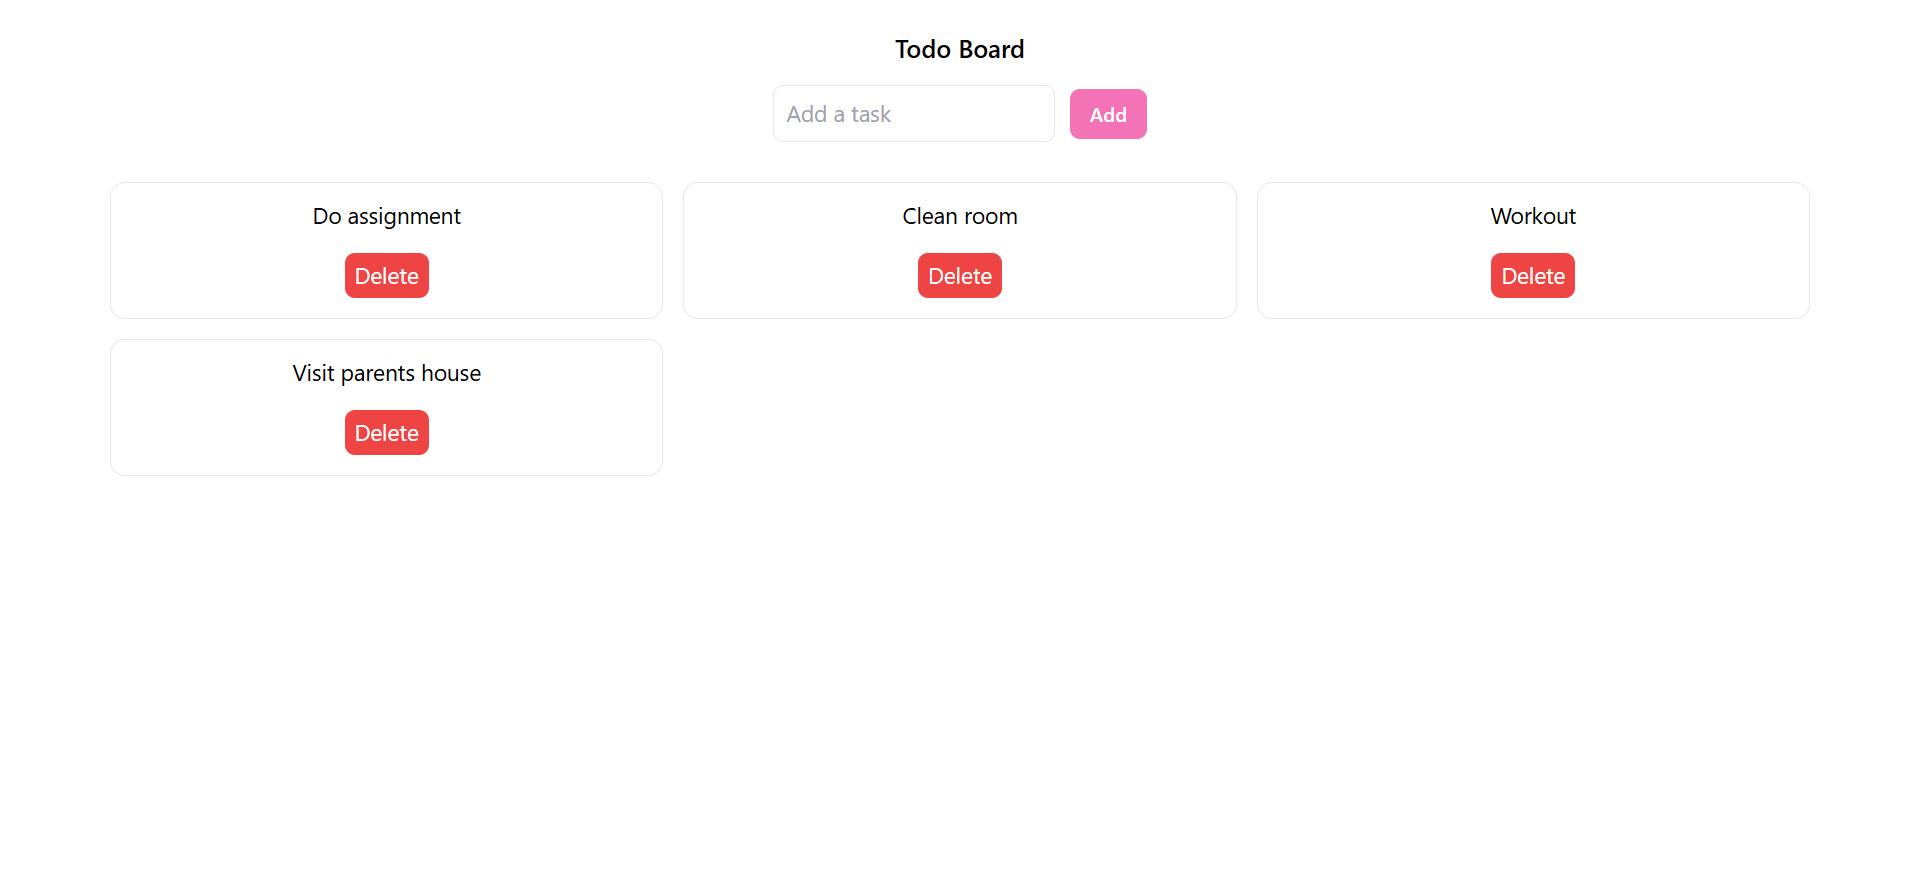 Todo Board
Add a task
Add
Do assignment
Clean room
Workout
Delete
Delete
Delete
Visit parents house
Delete